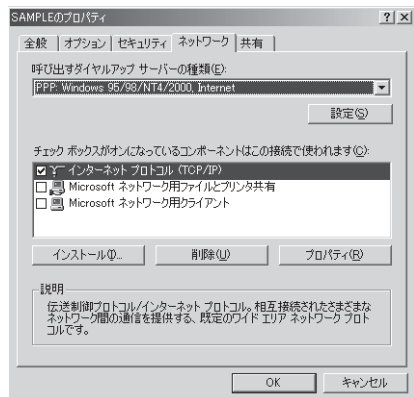 SAMPLEのプロパティ
全般 オプション セキュリティ ネットワーク 共有
呼び出すダイヤルアップ サーバーの種類(E):
PPP: Windows 95/98/NT4/2000, Internet
設定(S)
チェック ボックスがオンになっているコンポーネントはこの接続で使われます(C):
インターネット プロトコル (TCP/IP)
Microsoft ネットワーク用ファイルとプリンタ共有
Microsoft ネットワーク用クライアント
インストール(I)... 削除(U) プロパティ(R)
説明
伝送制御プロトコル/インターネット プロトコル。相互接続されたさまざまな
ネットワーク間の通信を提供する、既定のワイド エリア ネットワーク プロト
コルです。
OK キャンセル